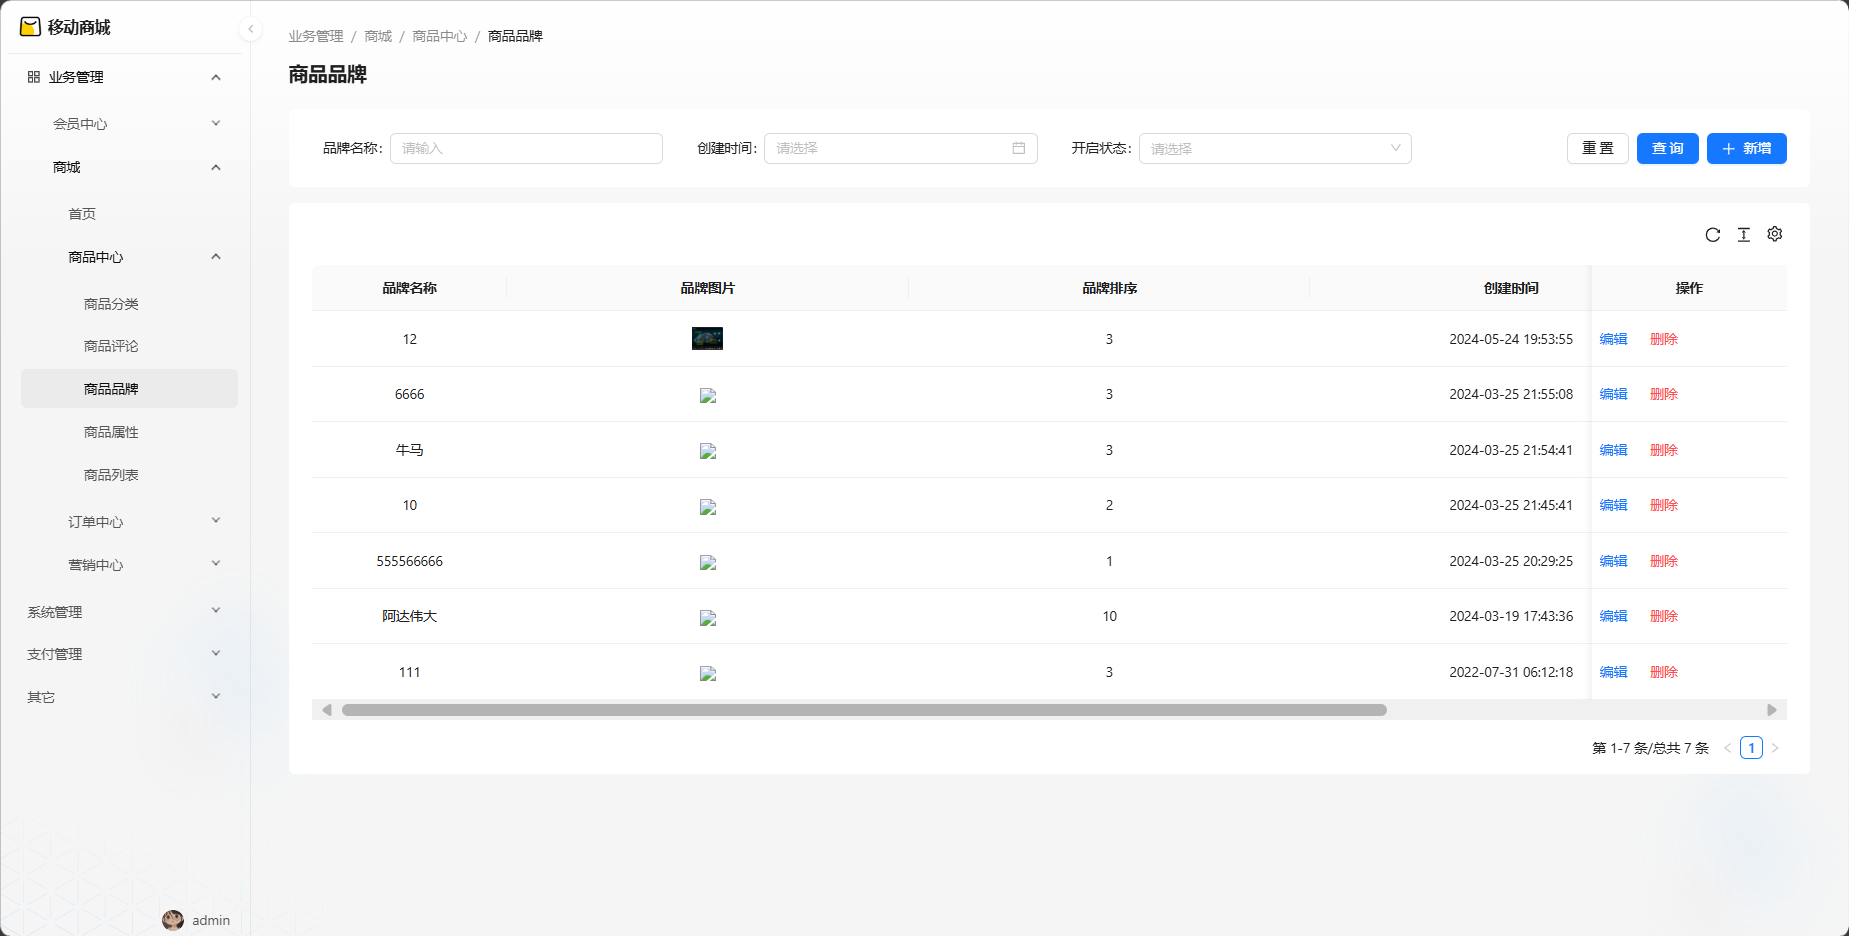 移动商城
业务管理
会员中心
商城
首页
商品中心
商品分类
商品评论
商品品牌
商品属性
商品列表
订单中心
营销中心
系统管理
支付管理
其它
admin
业务管理 / 商城 / 商品中心 / 商品品牌
商品品牌
品牌名称: 请输入 创建时间: 请选择 开启状态: 请选择 重 置 查 询 + 新增
品牌名称 品牌图片 品牌排序 创建时间 操作
12 3 2024-05-24 19:53:55 编辑 删除
6666 3 2024-03-25 21:55:08 编辑 删除
牛马 3 2024-03-25 21:54:41 编辑 删除
10 2 2024-03-25 21:45:41 编辑 删除
555566666 1 2024-03-25 20:29:25 编辑 删除
阿达伟大 10 2024-03-19 17:43:36 编辑 删除
111 3 2022-07-31 06:12:18 编辑 删除
第 1-7 条/总共 7 条 < 1 >